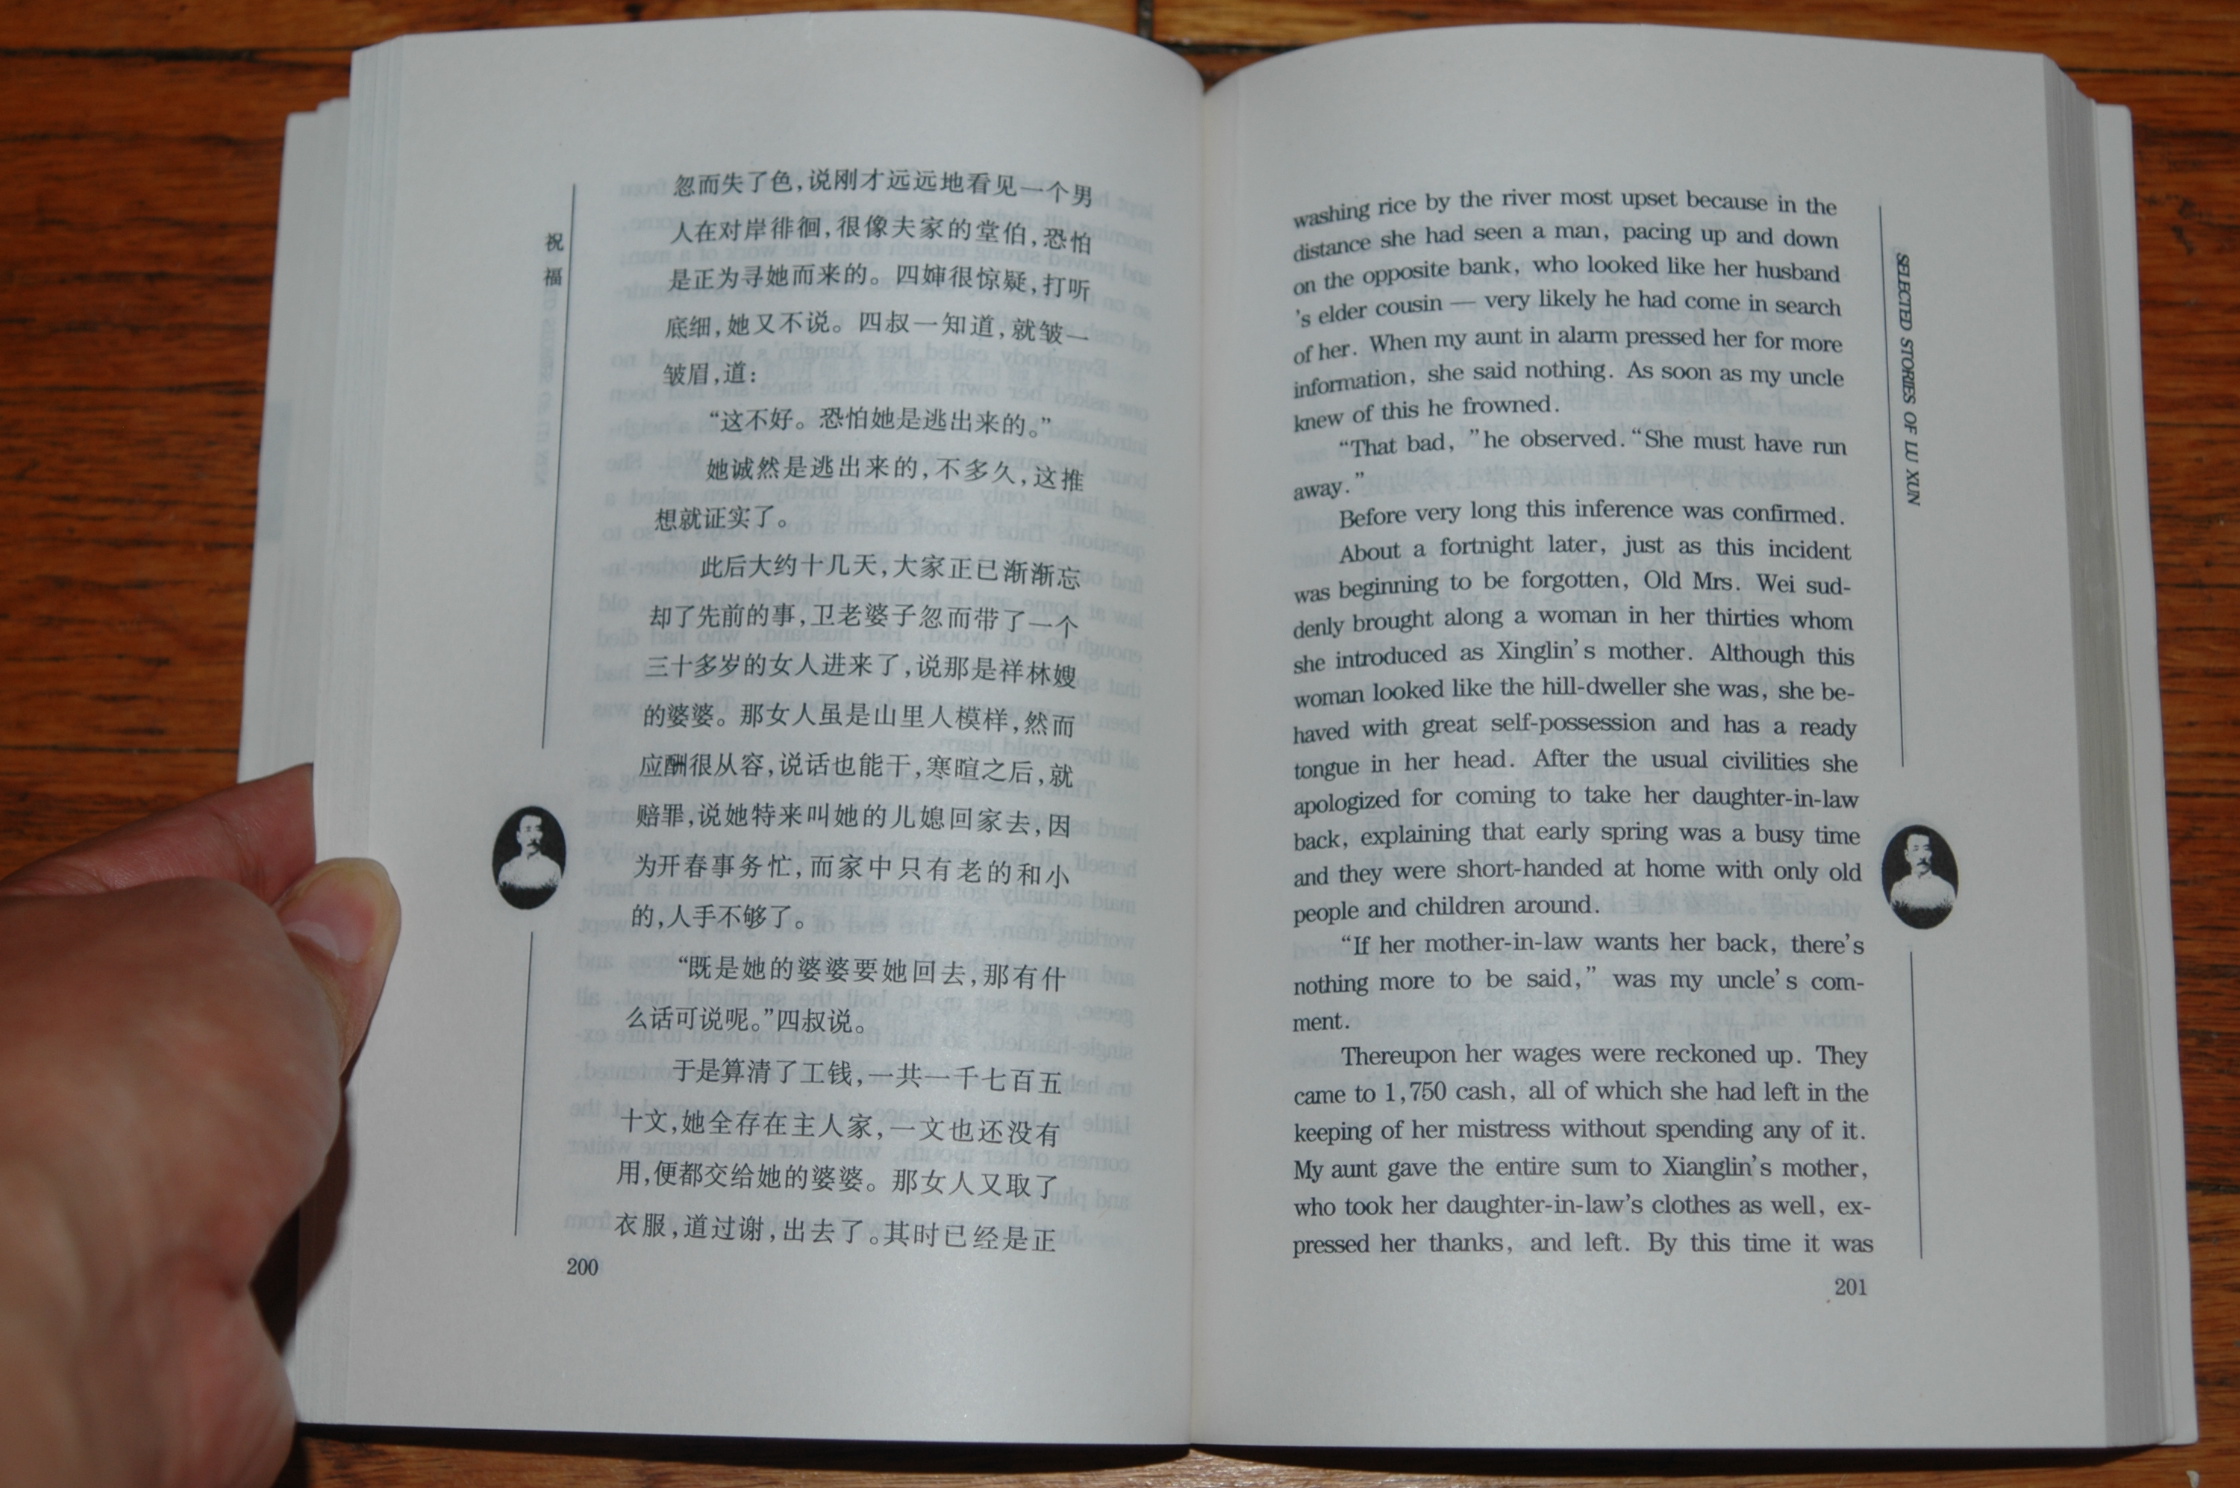 祝
福
忽而失了色，说刚才远远地看见一个男
人在对岸徘徊，很像夫家的堂伯，恐怕
是正为寻她而来的。四婶很惊疑，打听
底细，她又不说。四叔一知道，就皱一
皱眉，道：
“这不好。恐怕她是逃出来的。”
她诚然是逃出来的，不多久，这推
想就证实了。
此后大约十几天，大家正已渐渐忘
却了先前的事，卫老婆子忽而带了一个
三十多岁的女人进来了，说那是祥林嫂
的婆婆。那女人虽是山里人模样，然而
应酬很从容，说话也能干，寒暄之后，就
赔罪，说她特来叫她的儿媳回家去，因
为开春事务忙，而家中只有老的和小
的，人手不够了。
“既是她的婆婆要她回去，那有什
么话可说呢。”四叔说。
于是算清了工钱，一共一千七百五
十文，她全存在主人家，一文也还没有
用，便都交给她的婆婆。那女人又取了
衣服，道过谢，出去了。其时已经是正
200
SELECTED STORIES OF LU XUN
washing rice by the river most upset because in the
distance she had seen a man, pacing up and down
on the opposite bank, who looked like her husband
's elder cousin — very likely he had come in search
of her. When my aunt in alarm pressed her for more
information, she said nothing. As soon as my uncle
knew of this he frowned.
“That bad,” he observed. “She must have run
away.”
Before very long this inference was confirmed.
About a fortnight later, just as this incident
was beginning to be forgotten, Old Mrs. Wei sud-
denly brought along a woman in her thirties whom
she introduced as Xinglin's mother. Although this
woman looked like the hill-dweller she was, she be-
haved with great self-possession and has a ready
tongue in her head. After the usual civilities she
apologized for coming to take her daughter-in-law
back, explaining that early spring was a busy time
and they were short-handed at home with only old
people and children around.
“If her mother-in-law wants her back, there's
nothing more to be said,” was my uncle's com-
ment.
Thereupon her wages were reckoned up. They
came to 1,750 cash, all of which she had left in the
keeping of her mistress without spending any of it.
My aunt gave the entire sum to Xianglin's mother,
who took her daughter-in-law's clothes as well, ex-
pressed her thanks, and left. By this time it was
201